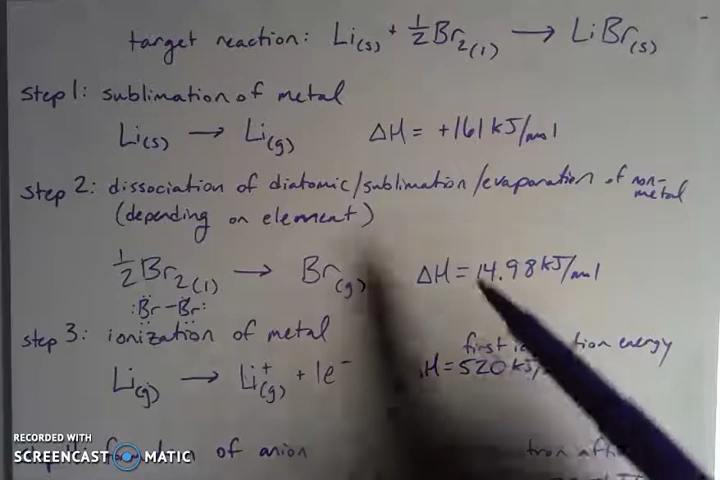 target reaction: Li(s) + 1/2 Br2(l) → LiBr(s)
step 1: sublimation of metal
Li(s) → Li(g) ΔH = +161 kJ/mol
step 2: dissociation of diatomic/sublimation/evaporation of non-metal
(depending on element)
1/2 Br2(l) → Br(g) ΔH = 14.98 kJ/mol
:Br-Br:
step 3: ionization of metal
first energy
Li(g) → Li+(g) + 1e- H = 520 kJ/
of anion
RECORDED WITH
SCREENCAST MATIC